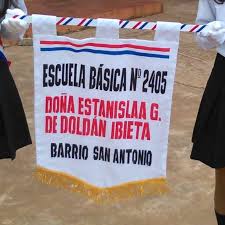 ESCUELA BÁSICA Nº 2405
DOÑA ESTANISLAA G.
DE DOLDÁN IBIETA
BARRIO SAN ANTONIO